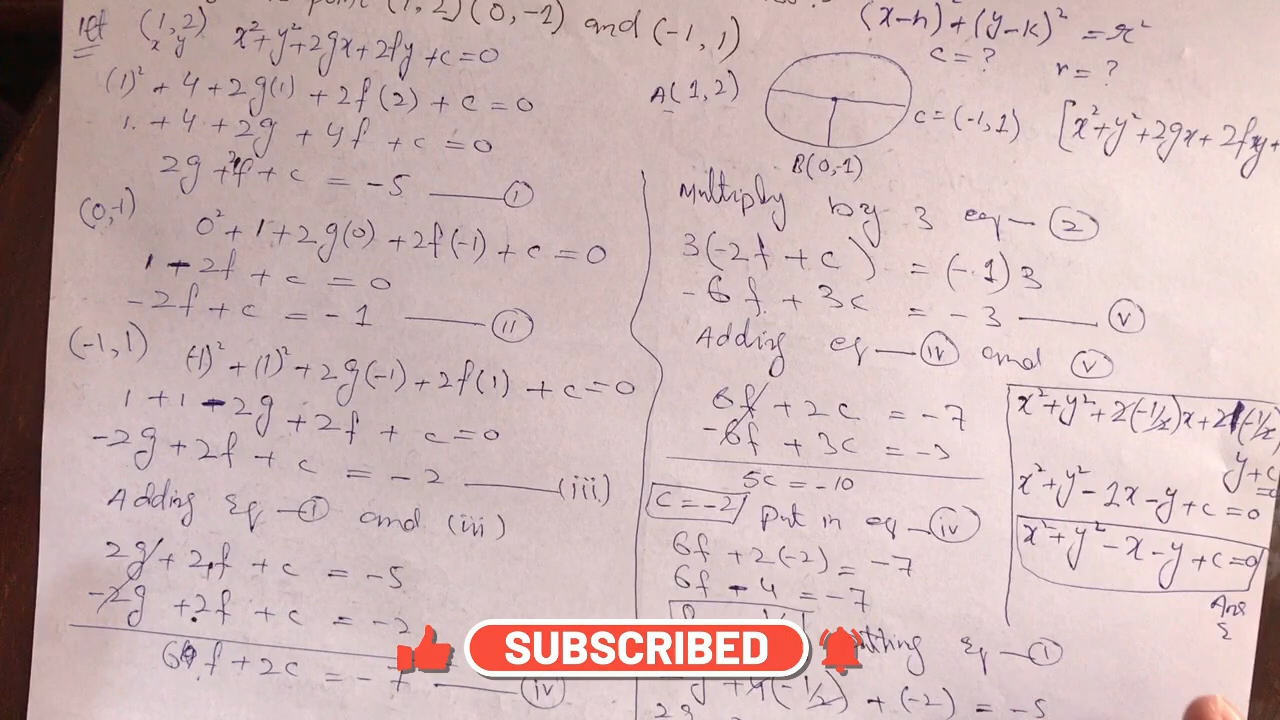 point (1,2) (0,-1) and (-1,1)
(1,2)
x y
x²+y²+2gx+2fy+c=0
(1)²+4+2g(1)+2f(2)+c=0
1+4+2g+4f+c=0
2g+4f+c=-5 —— (i)
(0,-1)
0²+1+2g(0)+2f(-1)+c=0
1-2f+c=0
-2f+c=-1 —— (ii)
(-1,1)
(-1)²+(1)²+2g(-1)+2f(1)+c=0
1+1-2g+2f+c=0
-2g+2f+c=-2 —— (iii)
Adding Eq—(i) and (iii)
-2g+2f+c=-2
6f+2c=-7 —— (iv)
(x-h)²+(y-k)²=r²
c=? r=?
A(1,2)
c=(-1,1)
[x²+y²+2gx+2fy+
B(0,-1)
Multiply by 3 eq—(2)
3(-2f+c)=(-1)3
-6f+3c=-3 —— (v)
Adding eq—(iv) and (v)
6f+2c=-7
-6f+3c=-3
5c=-10
c=-2 Put in eq—(iv)
6f+2(-2)=-7
6f-4=-7
SUBSCRIBED
Eq—(i)
+4(-1/2)+(-2)=-5
2g
x²+y²+2(-1/2)x+2(-1/2)
y+c
=0
x²+y²-1x-y+c=0
x²+y²-x-y+c=0
Ans